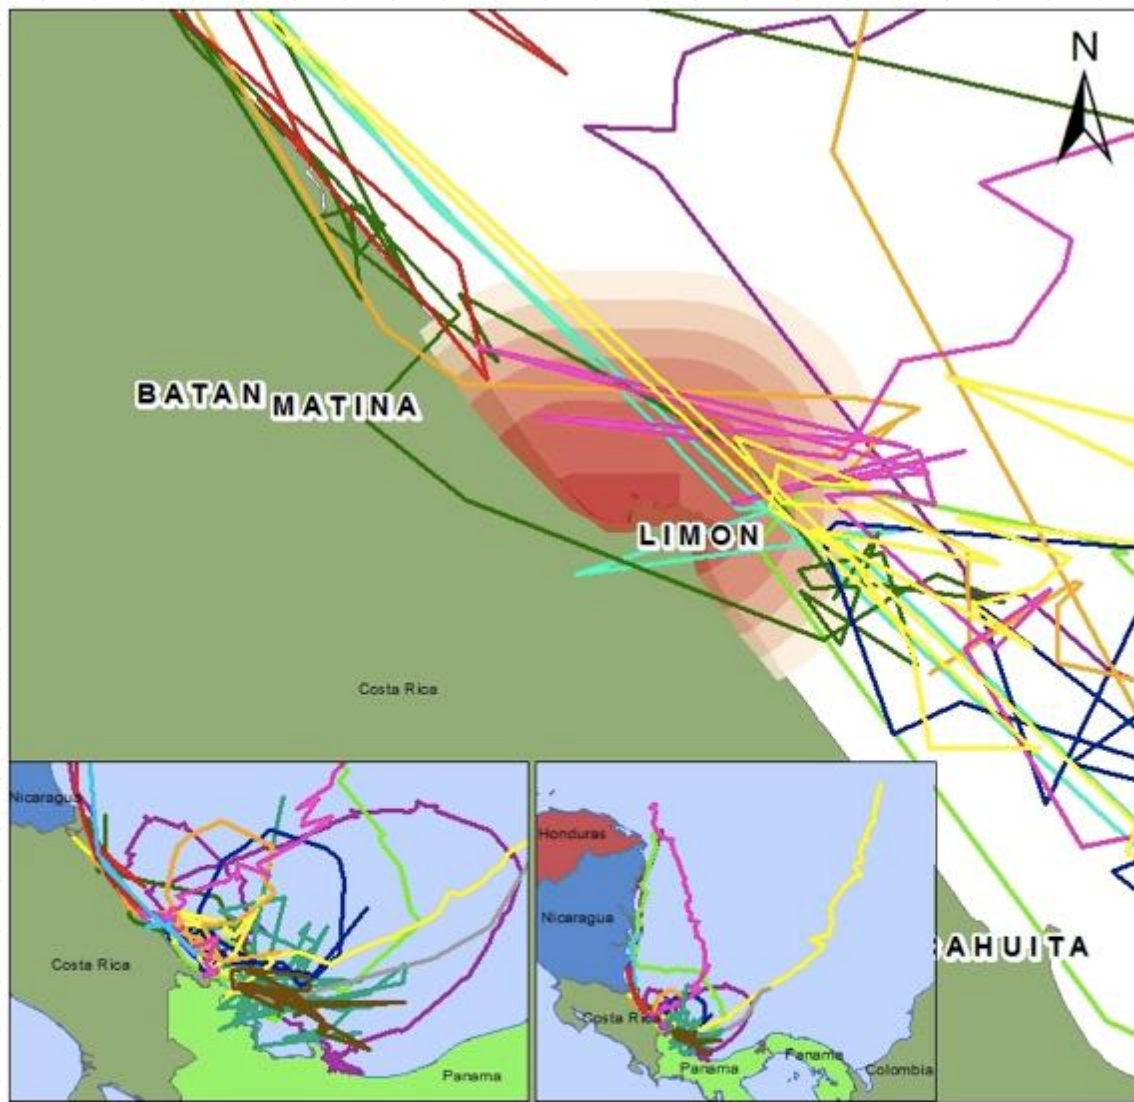 N
BATAN
MATINA
LIMON
Costa Rica
AHUITA
Nicaragua
Costa Rica
Panama
Honduras
Nicaragua
Costa Rica
Panama
Panama
Colombia